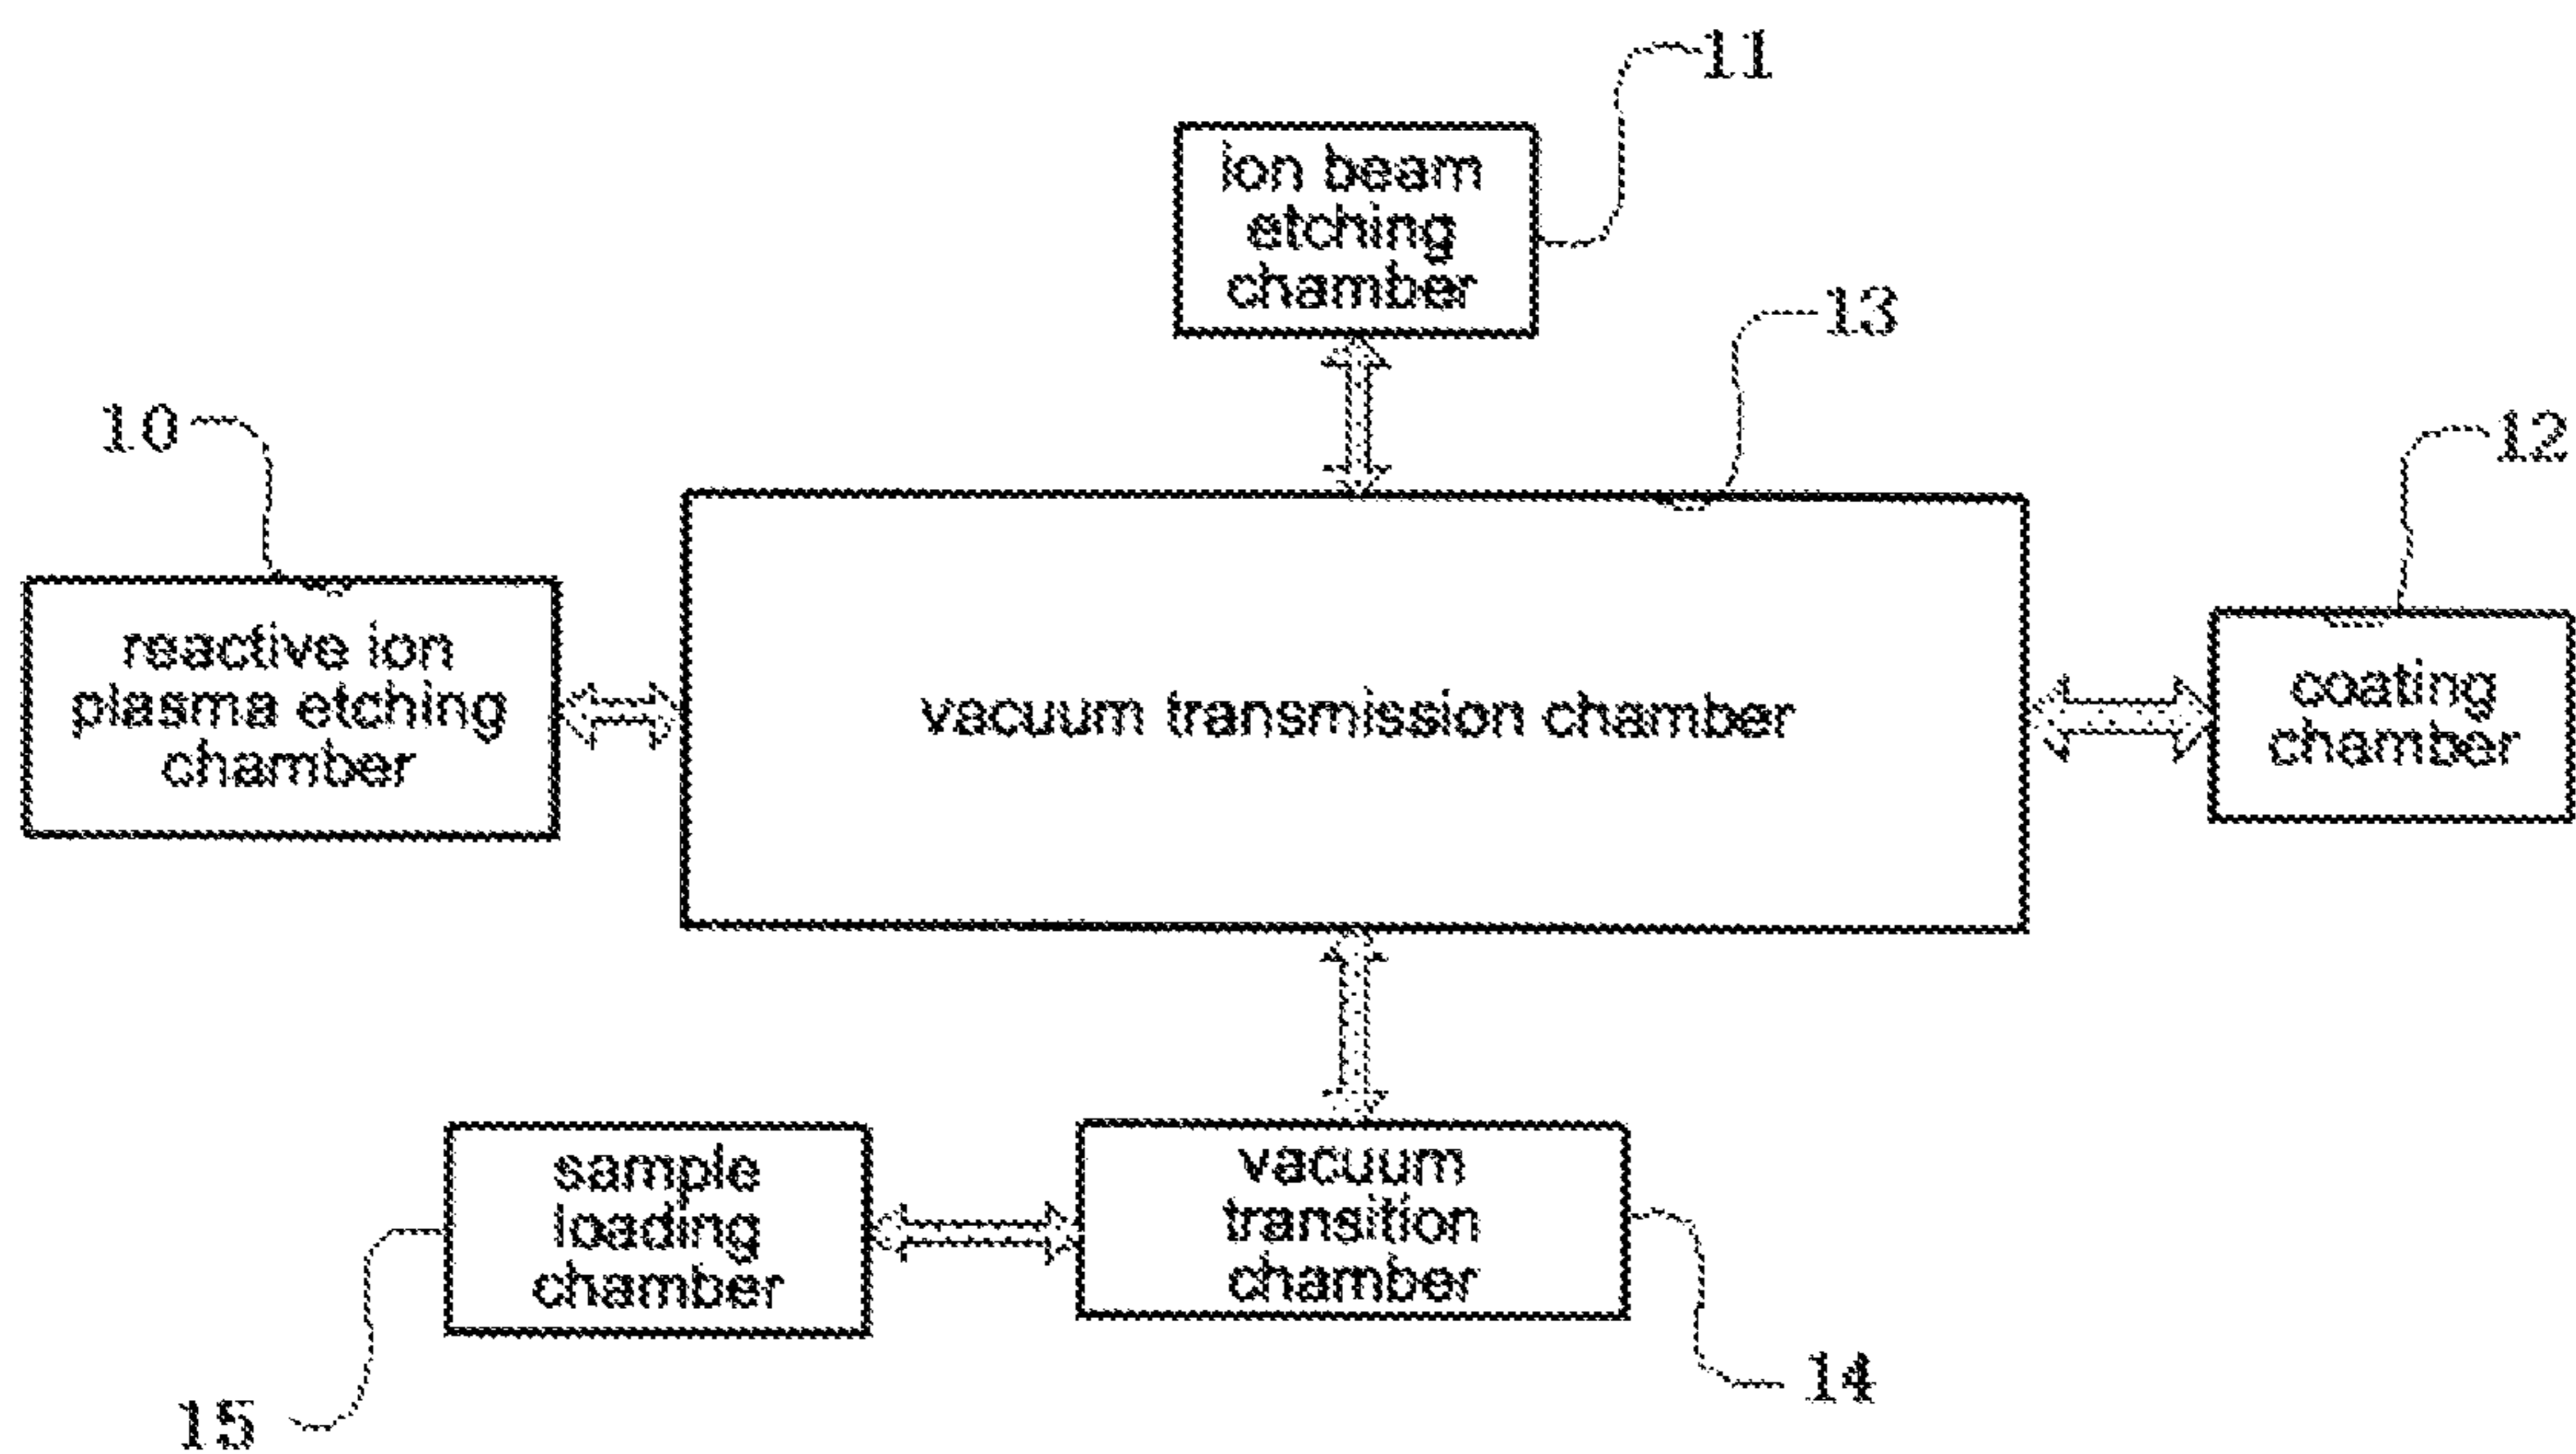 11
ion beam
etching
chamber
13
10
12
reactive ion
plasma etching
chamber
vacuum transmission chamber
coating
chamber
sample
loading
chamber
vacuum
transition
chamber
14
15